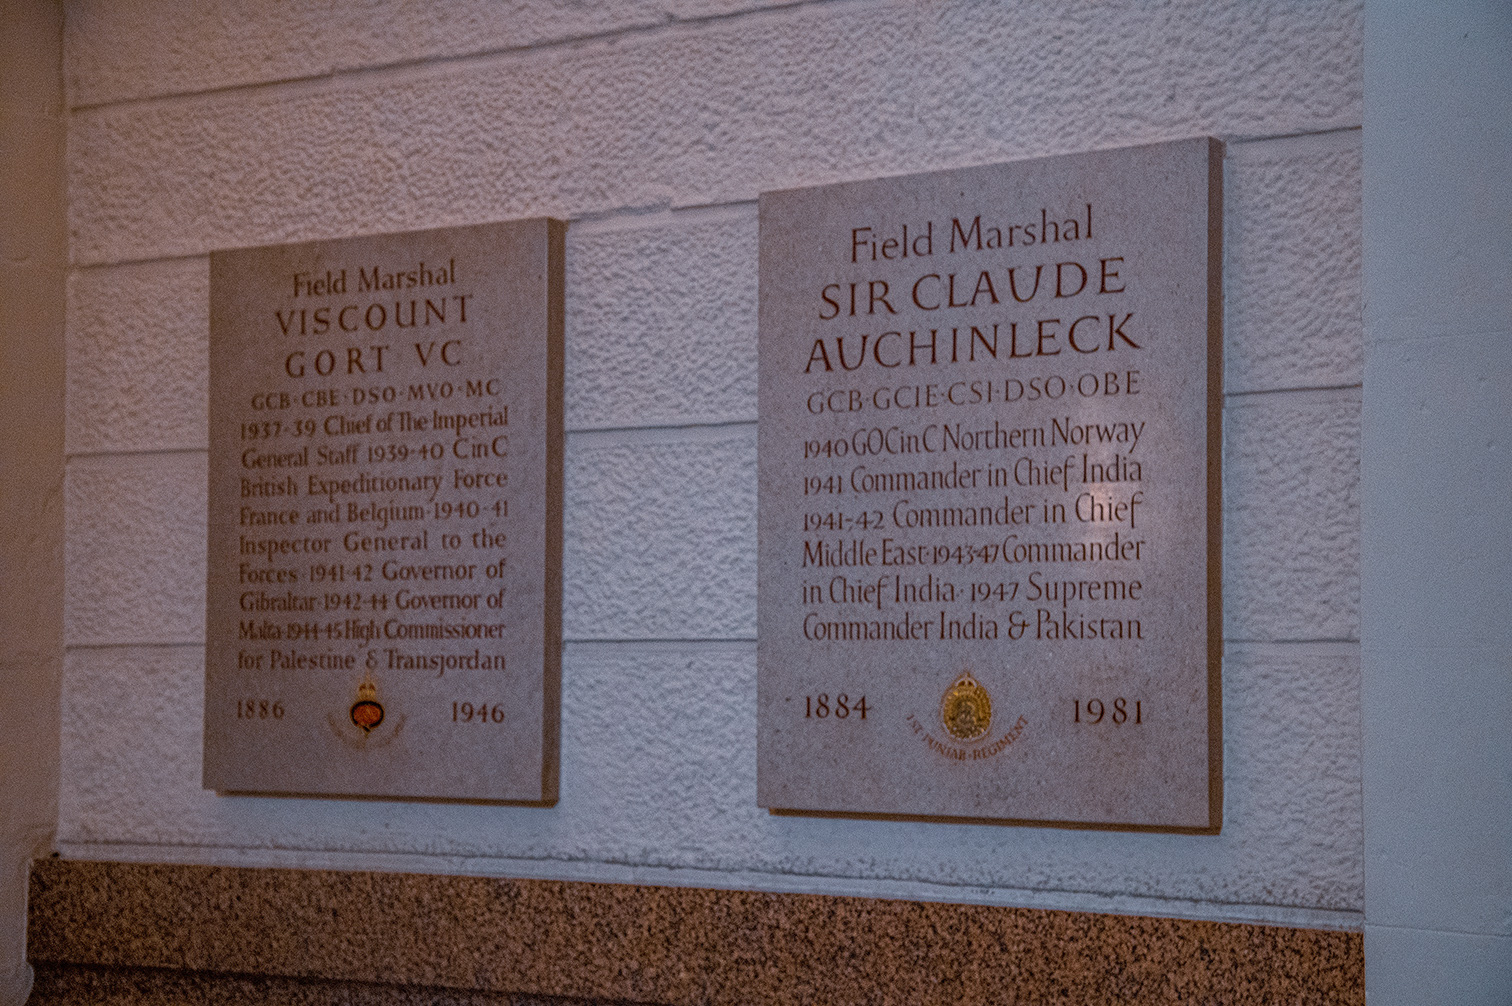 Field Marshal
VISCOUNT
GORT VC
GCB·CBE·DSO·MVO·MC
1937-39 Chief of The Imperial
General Staff 1939-40 CinC
British Expeditionary Force
France and Belgium·1940-41
Inspector General to the
Forces·1941-42 Governor of
Gibraltar·1942-44 Governor of
Malta·1944-45 High Commissioner
for Palestine & Transjordan
1886 1946
Field Marshal
SIR CLAUDE
AUCHINLECK
GCB·GCIE·CSI·DSO·OBE
1940 GOCinC Northern Norway
1941 Commander in Chief India
1941-42 Commander in Chief
Middle East·1943-47 Commander
in Chief India·1947 Supreme
Commander India & Pakistan
1884 1981
1ST·PUNJAB·REGIMENT